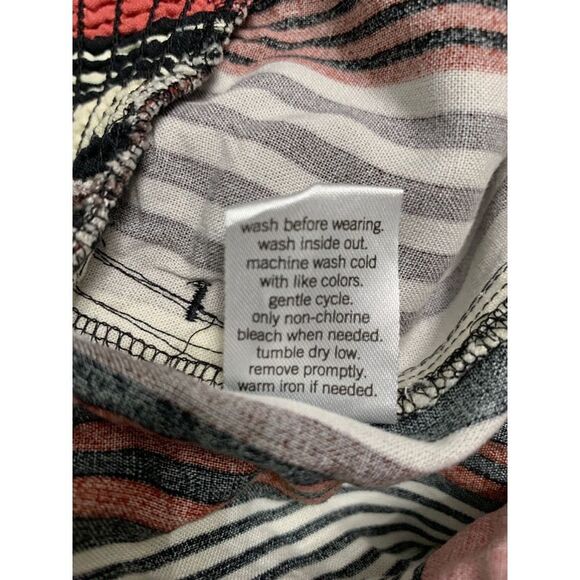 wash before wearing.
wash inside out.
machine wash cold
with like colors.
gentle cycle.
only non-chlorine
bleach when needed.
tumble dry low.
remove promptly.
warm iron if needed.